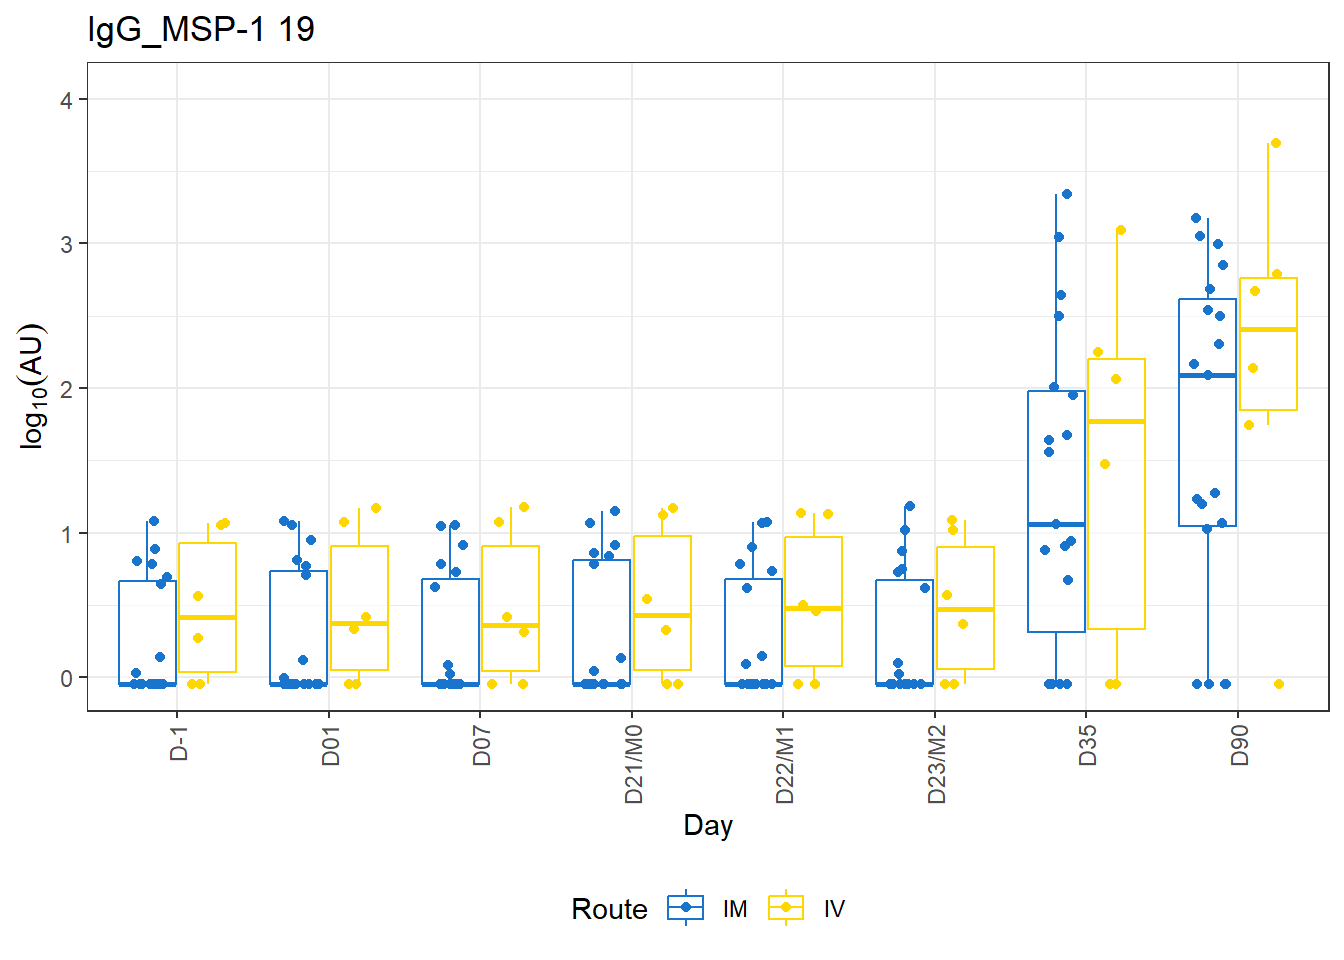 IgG_MSP-1 19
log10(AU)
4
3
2
1
0
D-1
D01
D07
D21/M0
D22/M1
D23/M2
D35
D90
Day
Route IM IV